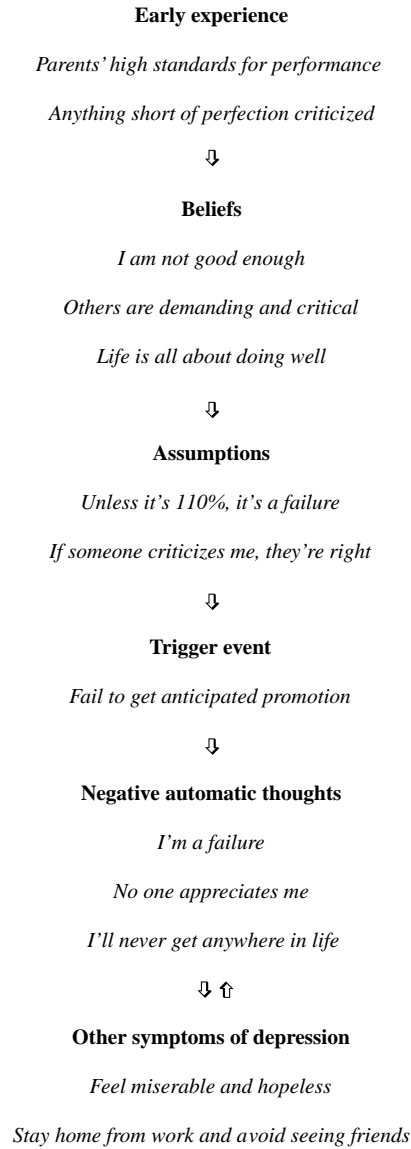 Early experience
Parents’ high standards for performance
Anything short of perfection criticized
⇩
Beliefs
I am not good enough
Others are demanding and critical
Life is all about doing well
⇩
Assumptions
Unless it’s 110%, it’s a failure
If someone criticizes me, they’re right
⇩
Trigger event
Fail to get anticipated promotion
⇩
Negative automatic thoughts
I’m a failure
No one appreciates me
I’ll never get anywhere in life
⇩ ⇧
Other symptoms of depression
Feel miserable and hopeless
Stay home from work and avoid seeing friends